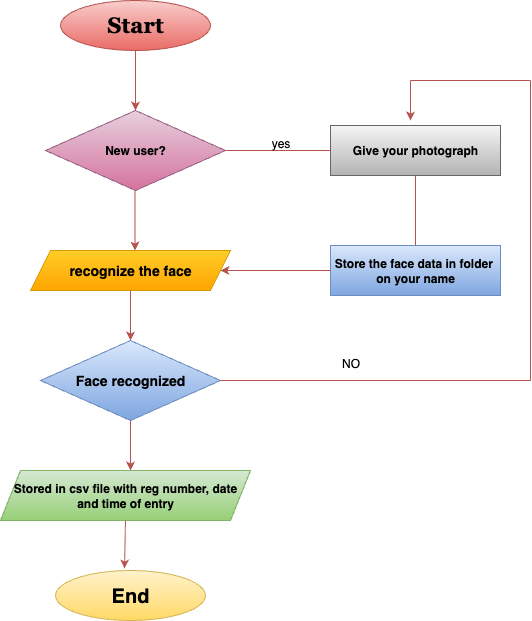 Start
New user?
yes
Give your photograph
recognize the face
Store the face data in folder
on your name
NO
Face recognized
Stored in csv file with reg number, date
and time of entry
End